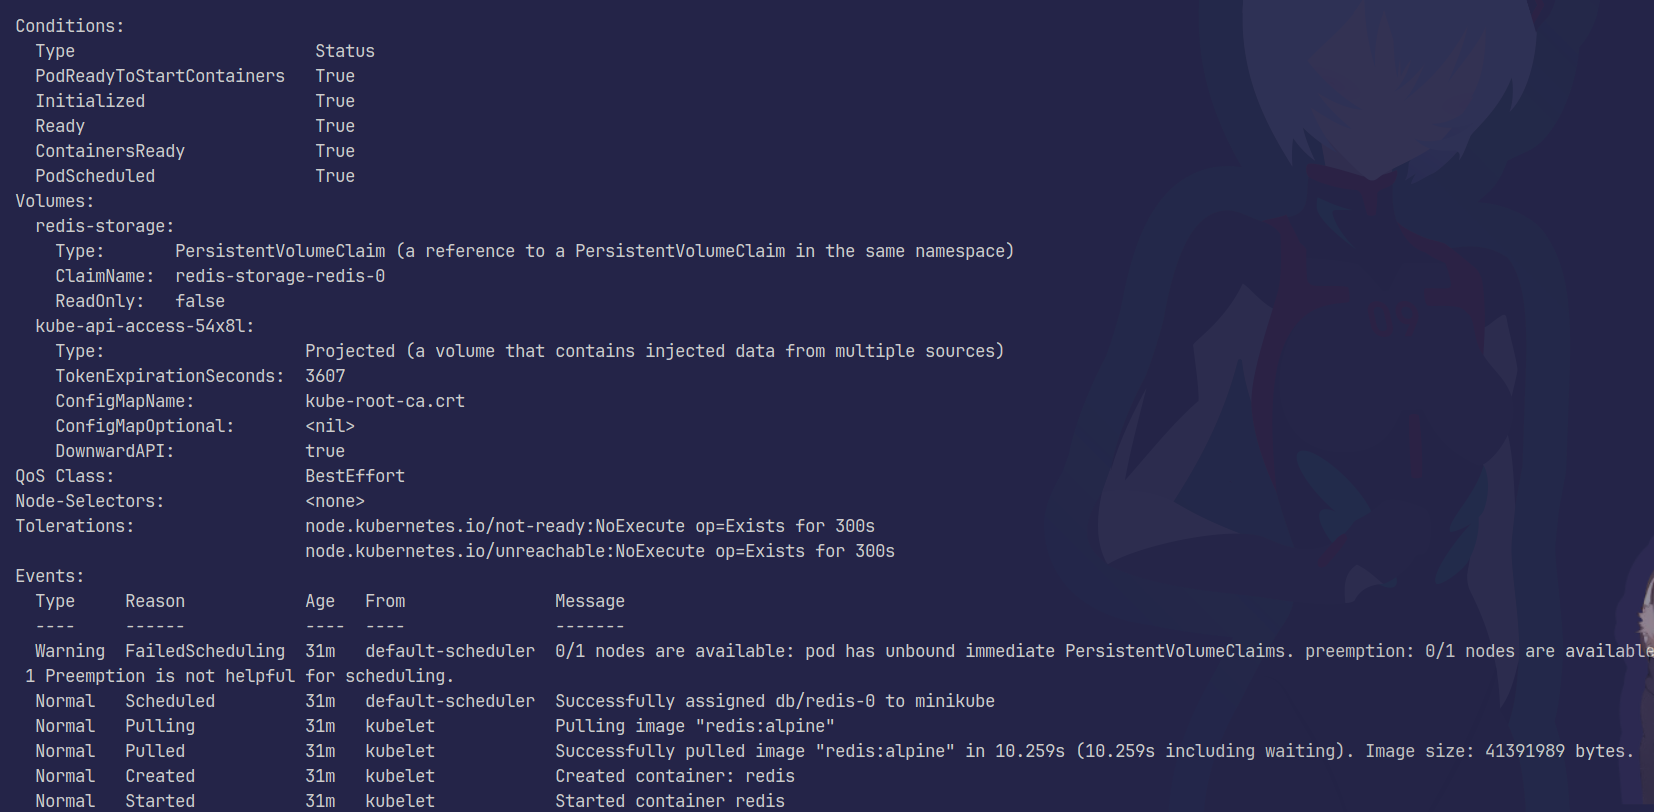 Conditions:
  Type                        Status
  PodReadyToStartContainers   True
  Initialized                 True
  Ready                       True
  ContainersReady             True
  PodScheduled                True
Volumes:
  redis-storage:
    Type:       PersistentVolumeClaim (a reference to a PersistentVolumeClaim in the same namespace)
    ClaimName:  redis-storage-redis-0
    ReadOnly:   false
  kube-api-access-54x8l:
    Type:                    Projected (a volume that contains injected data from multiple sources)
    TokenExpirationSeconds:  3607
    ConfigMapName:           kube-root-ca.crt
    ConfigMapOptional:       <nil>
    DownwardAPI:             true
QoS Class:                   BestEffort
Node-Selectors:              <none>
Tolerations:                 node.kubernetes.io/not-ready:NoExecute op=Exists for 300s
                             node.kubernetes.io/unreachable:NoExecute op=Exists for 300s
Events:
  Type     Reason            Age   From               Message
  ----     ------            ----  ----               -------
  Warning  FailedScheduling  31m   default-scheduler  0/1 nodes are available: pod has unbound immediate PersistentVolumeClaims. preemption: 0/1 nodes are available
 1 Preemption is not helpful for scheduling.
  Normal   Scheduled         31m   default-scheduler  Successfully assigned db/redis-0 to minikube
  Normal   Pulling           31m   kubelet            Pulling image "redis:alpine"
  Normal   Pulled            31m   kubelet            Successfully pulled image "redis:alpine" in 10.259s (10.259s including waiting). Image size: 41391989 bytes.
  Normal   Created           31m   kubelet            Created container: redis
  Normal   Started           31m   kubelet            Started container redis